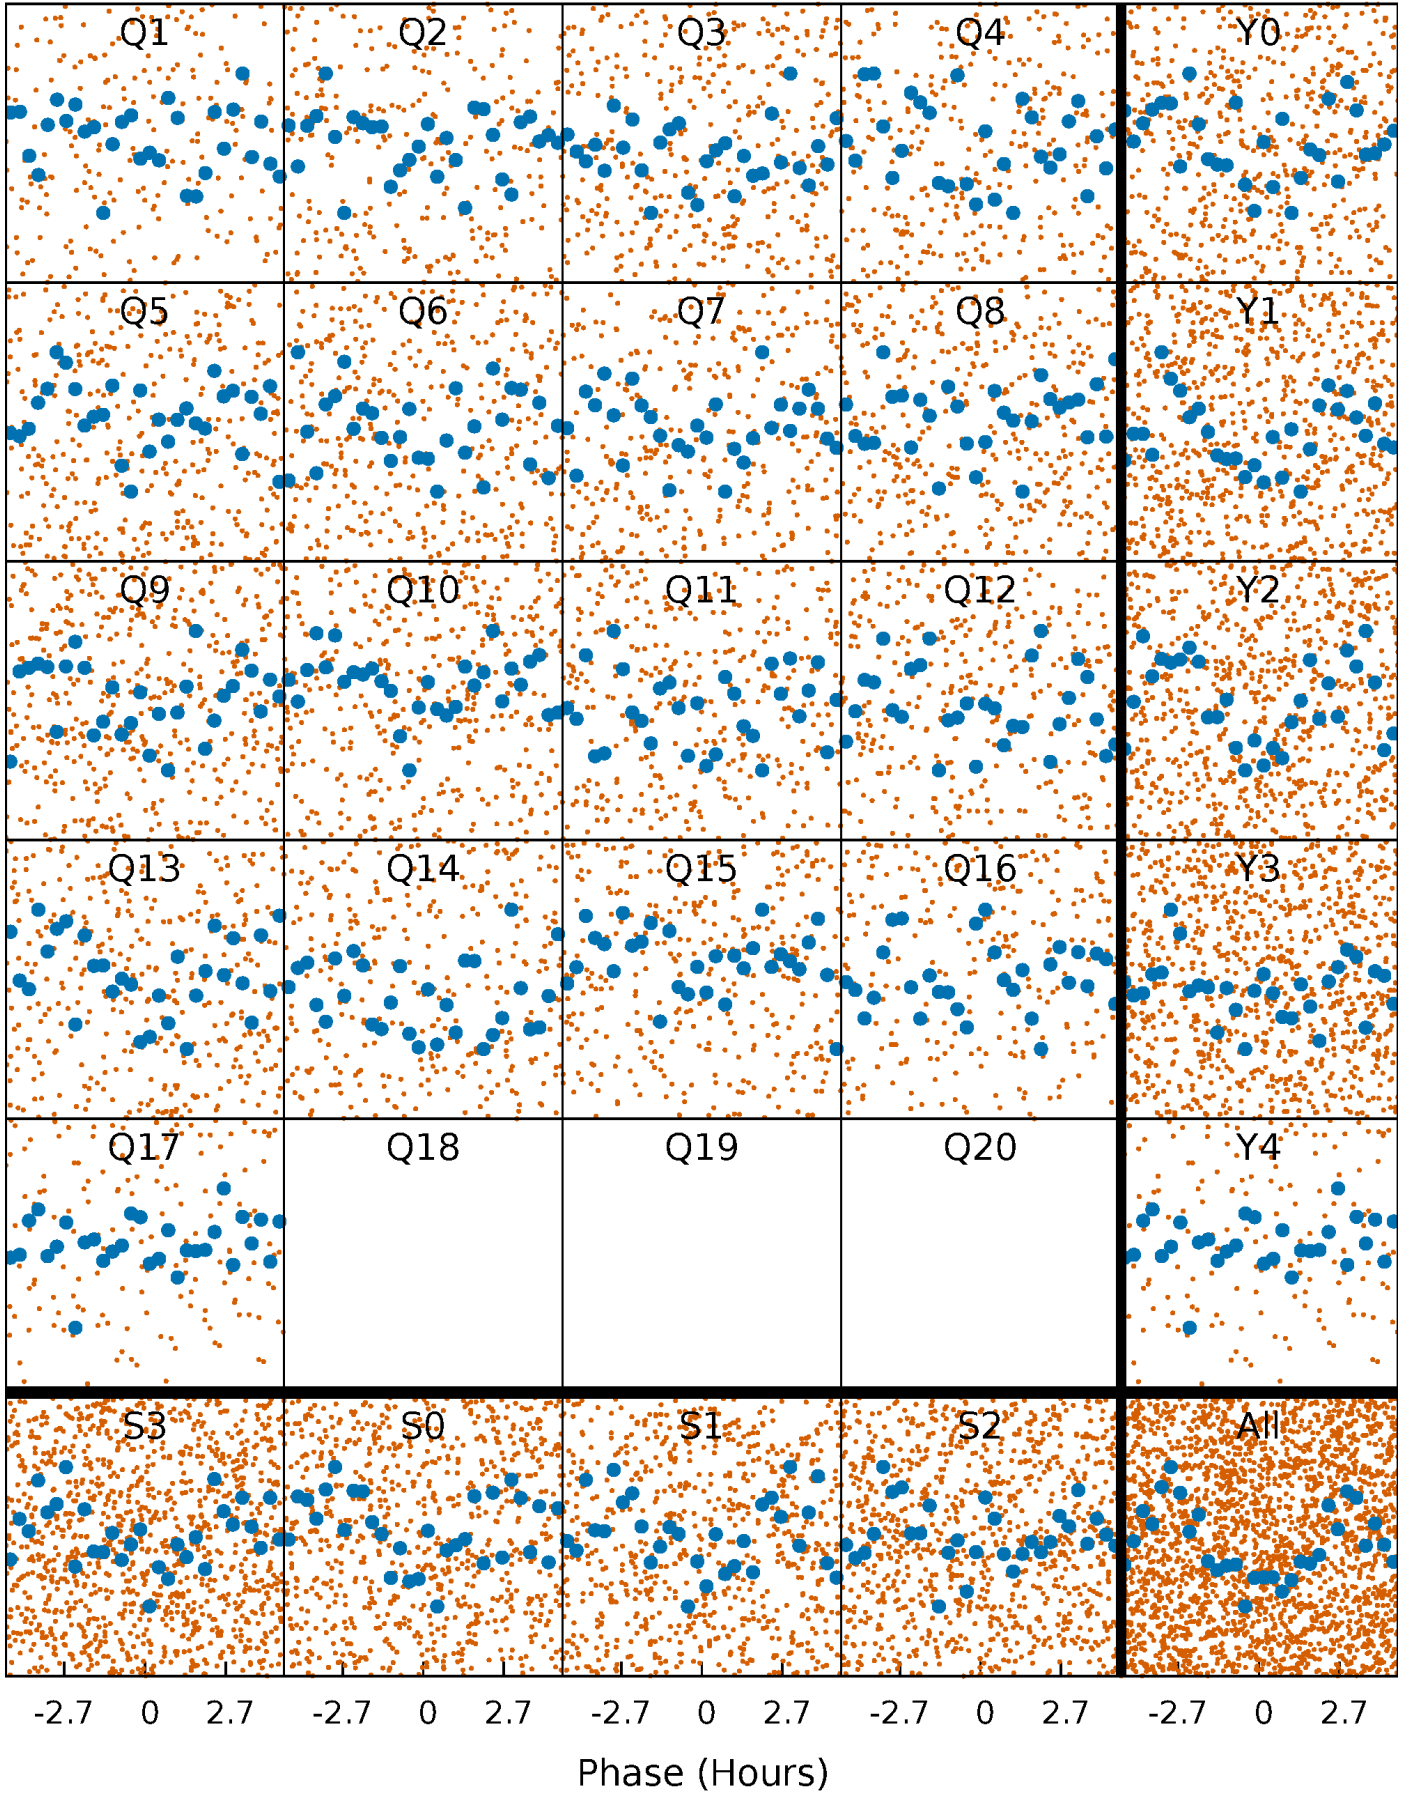 Q1 Q2 Q3 Q4 Y0
Q5 Q6 Q7 Q8 Y1
Q9 Q10 Q11 Q12 Y2
Q13 Q14 Q15 Q16 Y3
Q17 Q18 Q19 Q20 Y4
S3 S0 S1 S2 All
-2.7 0 2.7 -2.7 0 2.7 -2.7 0 2.7 -2.7 0 2.7 -2.7 0 2.7
Phase (Hours)